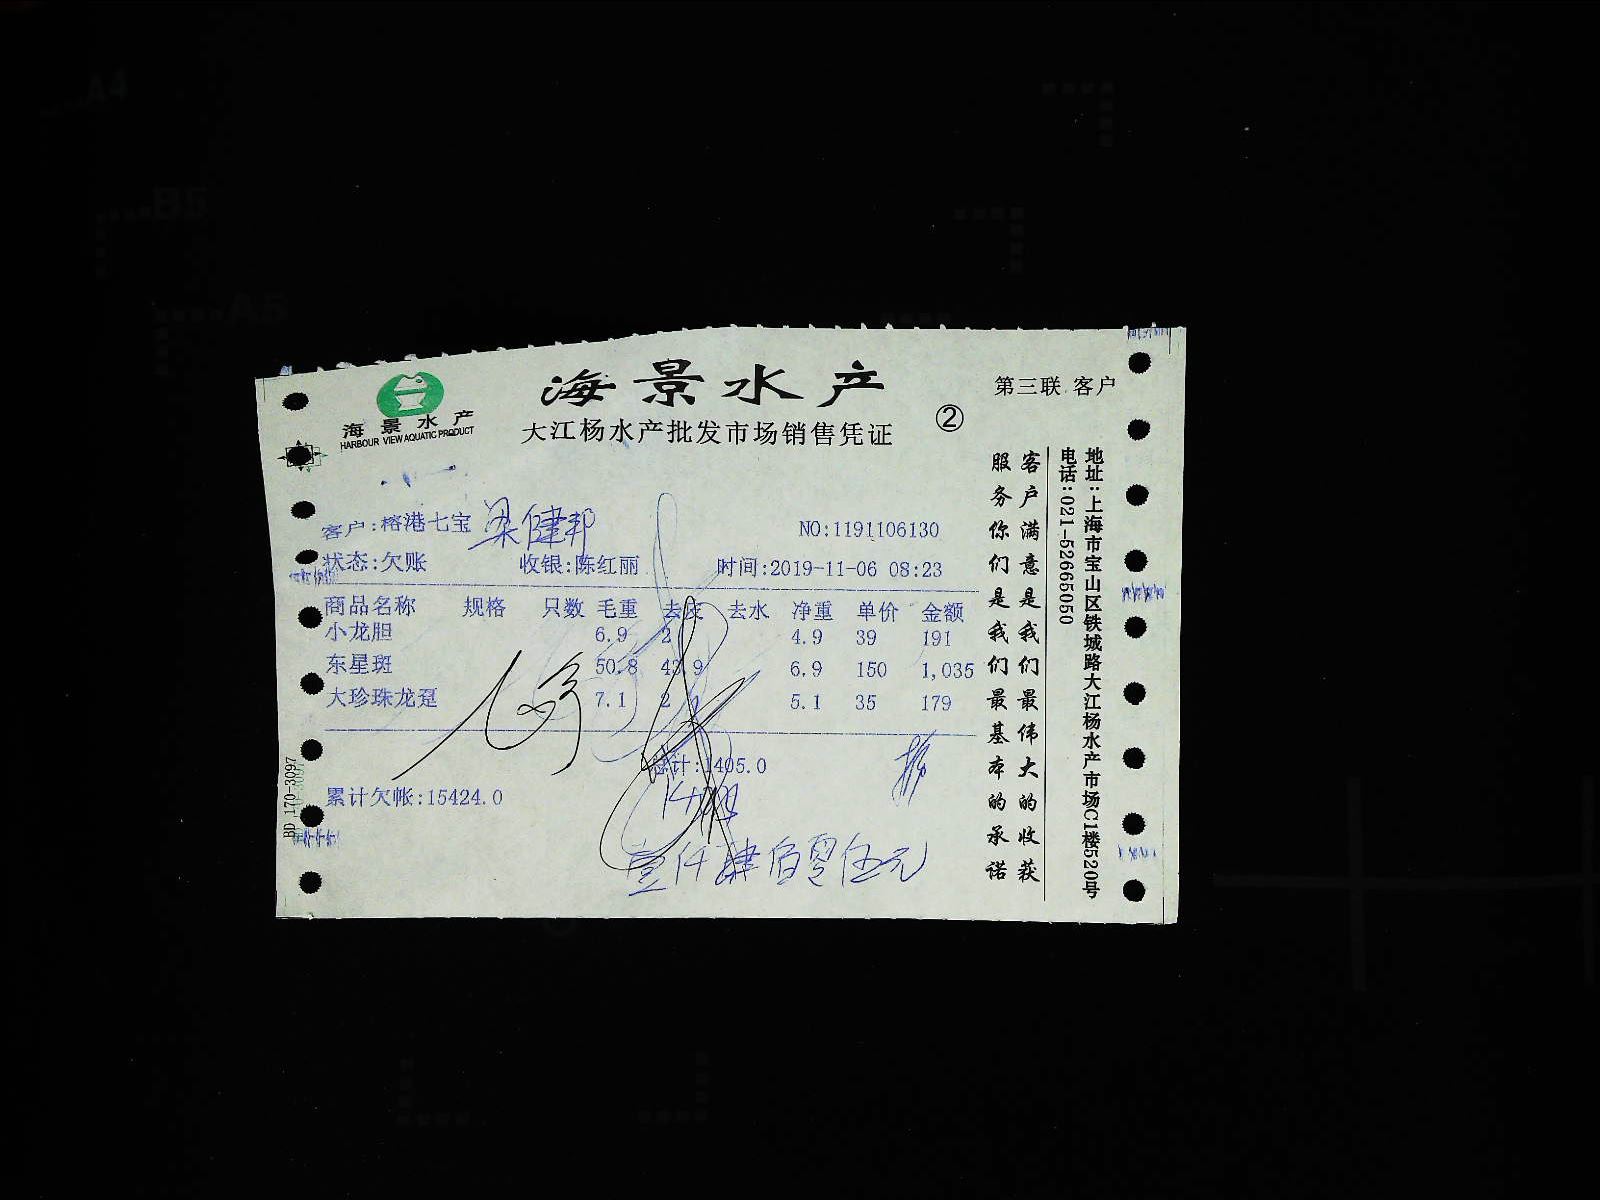 海景水产
第三联 客户
海景水产
HARBOUR VIEW AQUATIC PRODUCT
大江杨水产批发市场销售凭证
②
客户:榕港七宝 梁健邦
NO:1191106130
状态:欠账 收银:陈红丽 时间:2019-11-06 08:23
商品名称 规格 只数 毛重 去皮 去水 净重 单价 金额
小龙胆 6.9 2 4.9 39 191
东星斑 50.8 43.9 6.9 150 1,035
大珍珠龙趸 7.1 2 5.1 35 179
总计:1405.0
累计欠帐:15424.0
壹仟肆佰零伍元
客户满意是我们最伟大的收获
服务你们是我们最基本的承诺
地址:上海市宝山区铁城路大江杨水产市场C1楼520号
电话:021-52665050
BD 170-3097